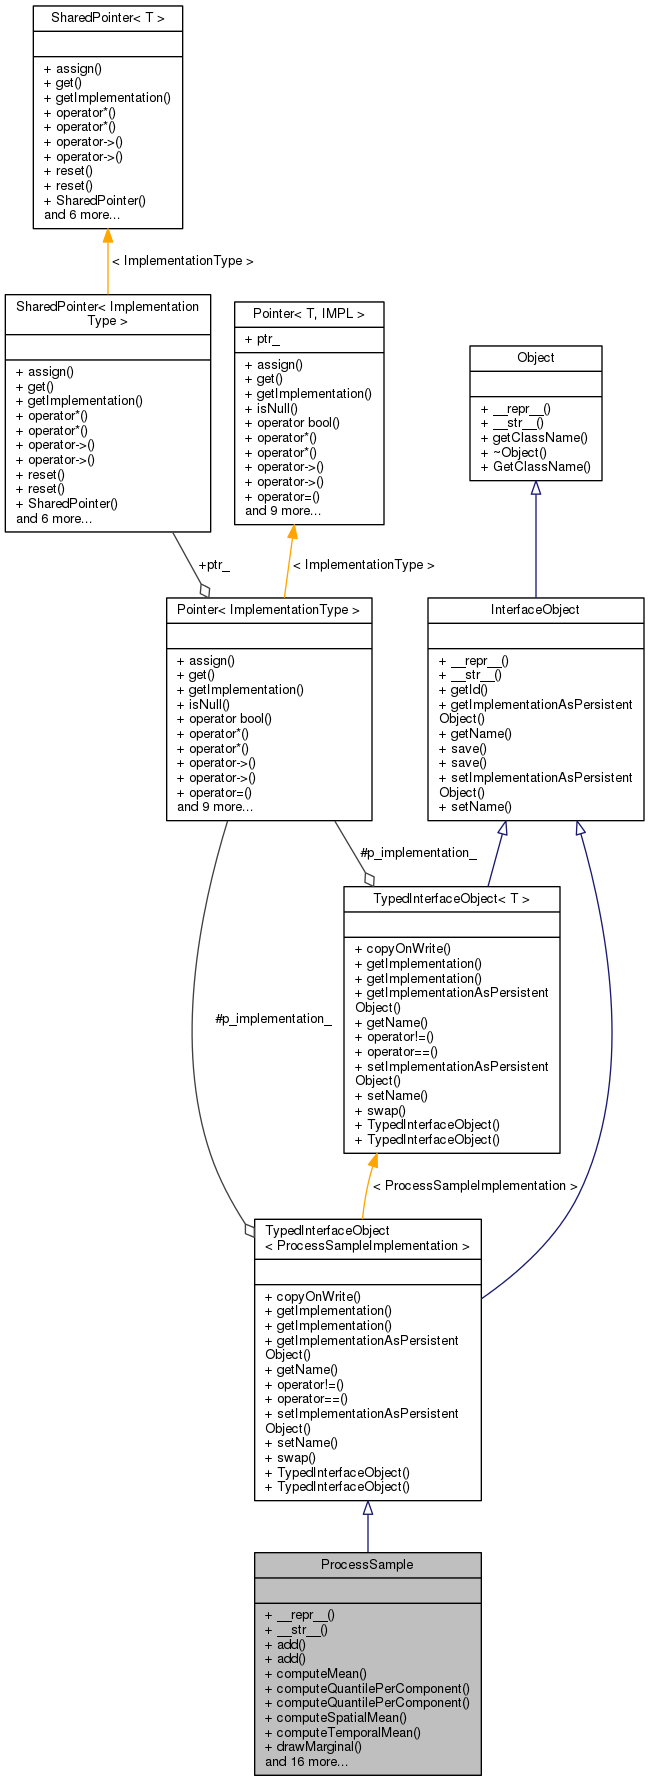 SharedPointer< T >
+ assign()
+ get()
+ getImplementation()
+ operator*()
+ operator*()
+ operator->()
+ operator->()
+ reset()
+ reset()
+ SharedPointer()
and 6 more...
< ImplementationType >
SharedPointer< Implementation
Type >
+ assign()
+ get()
+ getImplementation()
+ operator*()
+ operator*()
+ operator->()
+ operator->()
+ reset()
+ reset()
+ SharedPointer()
and 6 more...
Pointer< T, IMPL >
+ ptr_
+ assign()
+ get()
+ getImplementation()
+ isNull()
+ operator bool()
+ operator*()
+ operator*()
+ operator->()
+ operator->()
+ operator=()
and 9 more...
Object
+ __repr__()
+ __str__()
+ getClassName()
+ ~Object()
+ GetClassName()
+ptr_
< ImplementationType >
Pointer< ImplementationType >
+ assign()
+ get()
+ getImplementation()
+ isNull()
+ operator bool()
+ operator*()
+ operator*()
+ operator->()
+ operator->()
+ operator=()
and 9 more...
InterfaceObject
+ __repr__()
+ __str__()
+ getId()
+ getImplementationAsPersistent
Object()
+ getName()
+ save()
+ save()
+ setImplementationAsPersistent
Object()
+ setName()
#p_implementation_
TypedInterfaceObject< T >
+ copyOnWrite()
+ getImplementation()
+ getImplementation()
+ getImplementationAsPersistent
Object()
+ getName()
+ operator!=()
+ operator==()
+ setImplementationAsPersistent
Object()
+ setName()
+ swap()
+ TypedInterfaceObject()
+ TypedInterfaceObject()
#p_implementation_
< ProcessSampleImplementation >
TypedInterfaceObject
< ProcessSampleImplementation >
+ copyOnWrite()
+ getImplementation()
+ getImplementation()
+ getImplementationAsPersistent
Object()
+ getName()
+ operator!=()
+ operator==()
+ setImplementationAsPersistent
Object()
+ setName()
+ swap()
+ TypedInterfaceObject()
+ TypedInterfaceObject()
ProcessSample
+ __repr__()
+ __str__()
+ add()
+ add()
+ computeMean()
+ computeQuantilePerComponent()
+ computeQuantilePerComponent()
+ computeSpatialMean()
+ computeTemporalMean()
+ drawMarginal()
and 16 more...